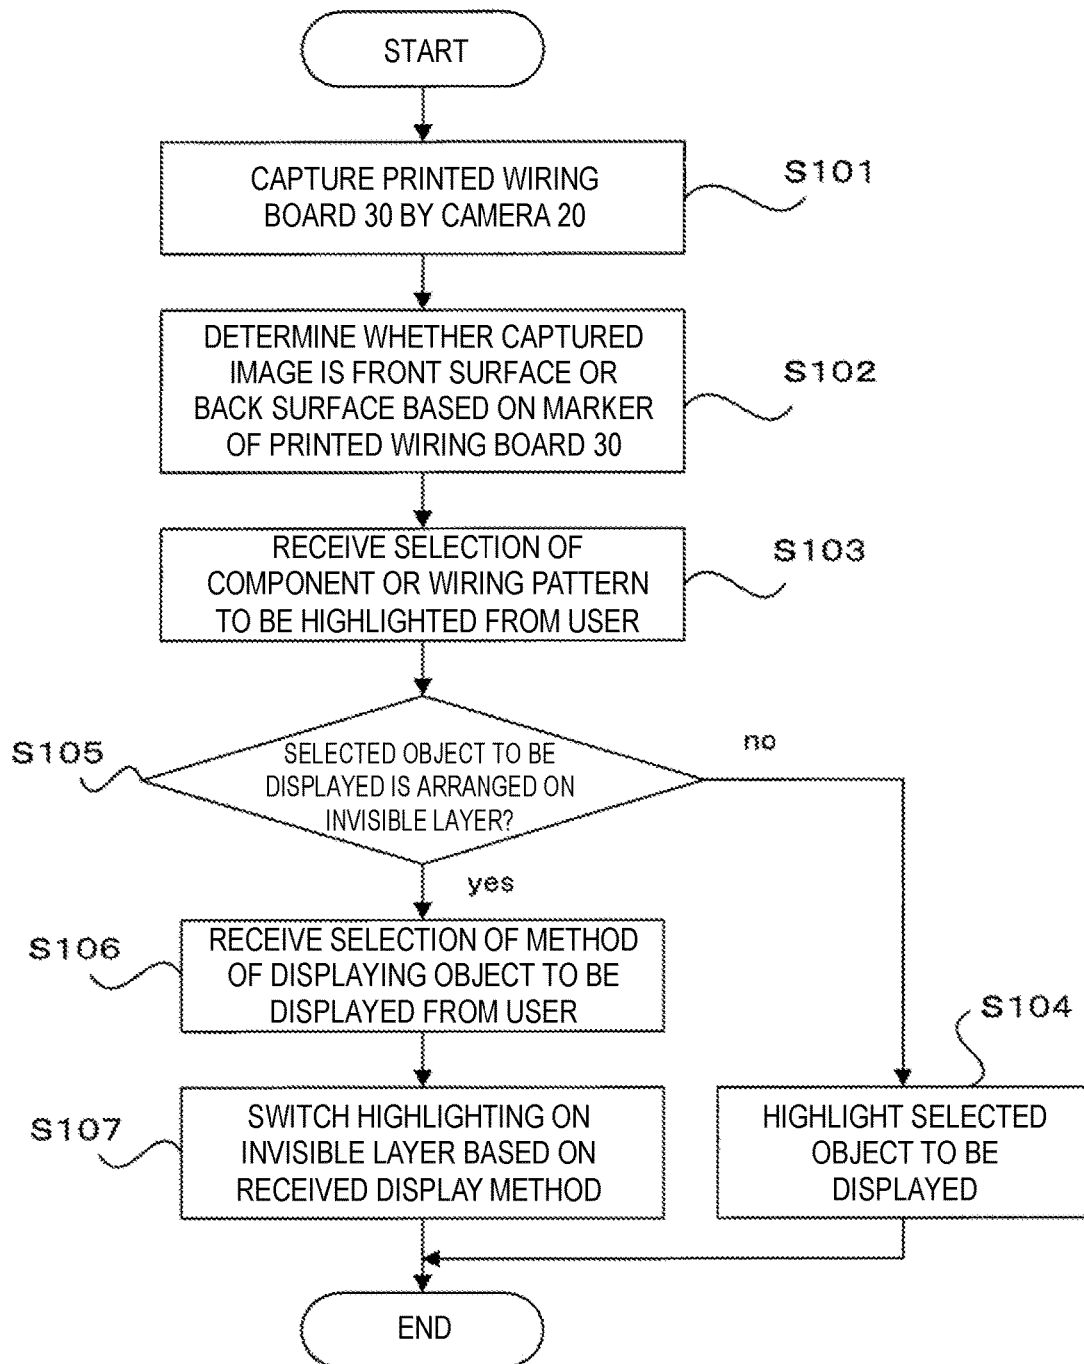 START
CAPTURE PRINTED WIRING
BOARD 30 BY CAMERA 20
S101
DETERMINE WHETHER CAPTURED
IMAGE IS FRONT SURFACE OR
BACK SURFACE BASED ON MARKER
OF PRINTED WIRING BOARD 30
S102
RECEIVE SELECTION OF
COMPONENT OR WIRING PATTERN
TO BE HIGHLIGHTED FROM USER
S103
S105
SELECTED OBJECT TO BE
DISPLAYED IS ARRANGED ON
INVISIBLE LAYER?
no
yes
S106
RECEIVE SELECTION OF METHOD
OF DISPLAYING OBJECT TO BE
DISPLAYED FROM USER
S104
S107
SWITCH HIGHLIGHTING ON
INVISIBLE LAYER BASED ON
RECEIVED DISPLAY METHOD
HIGHLIGHT SELECTED
OBJECT TO BE
DISPLAYED
END